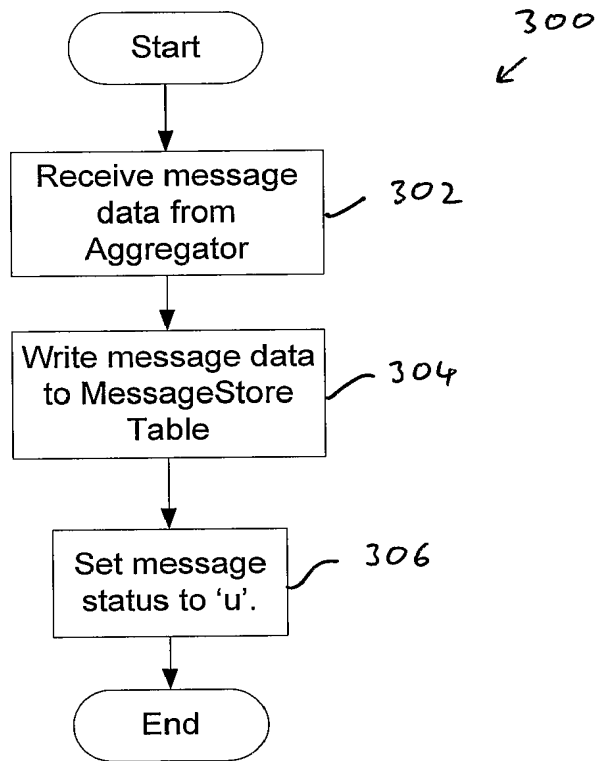 300
Start
Receive message
data from
Aggregator
302
Write message data
to MessageStore
Table
304
Set message
status to ‘u’.
306
End